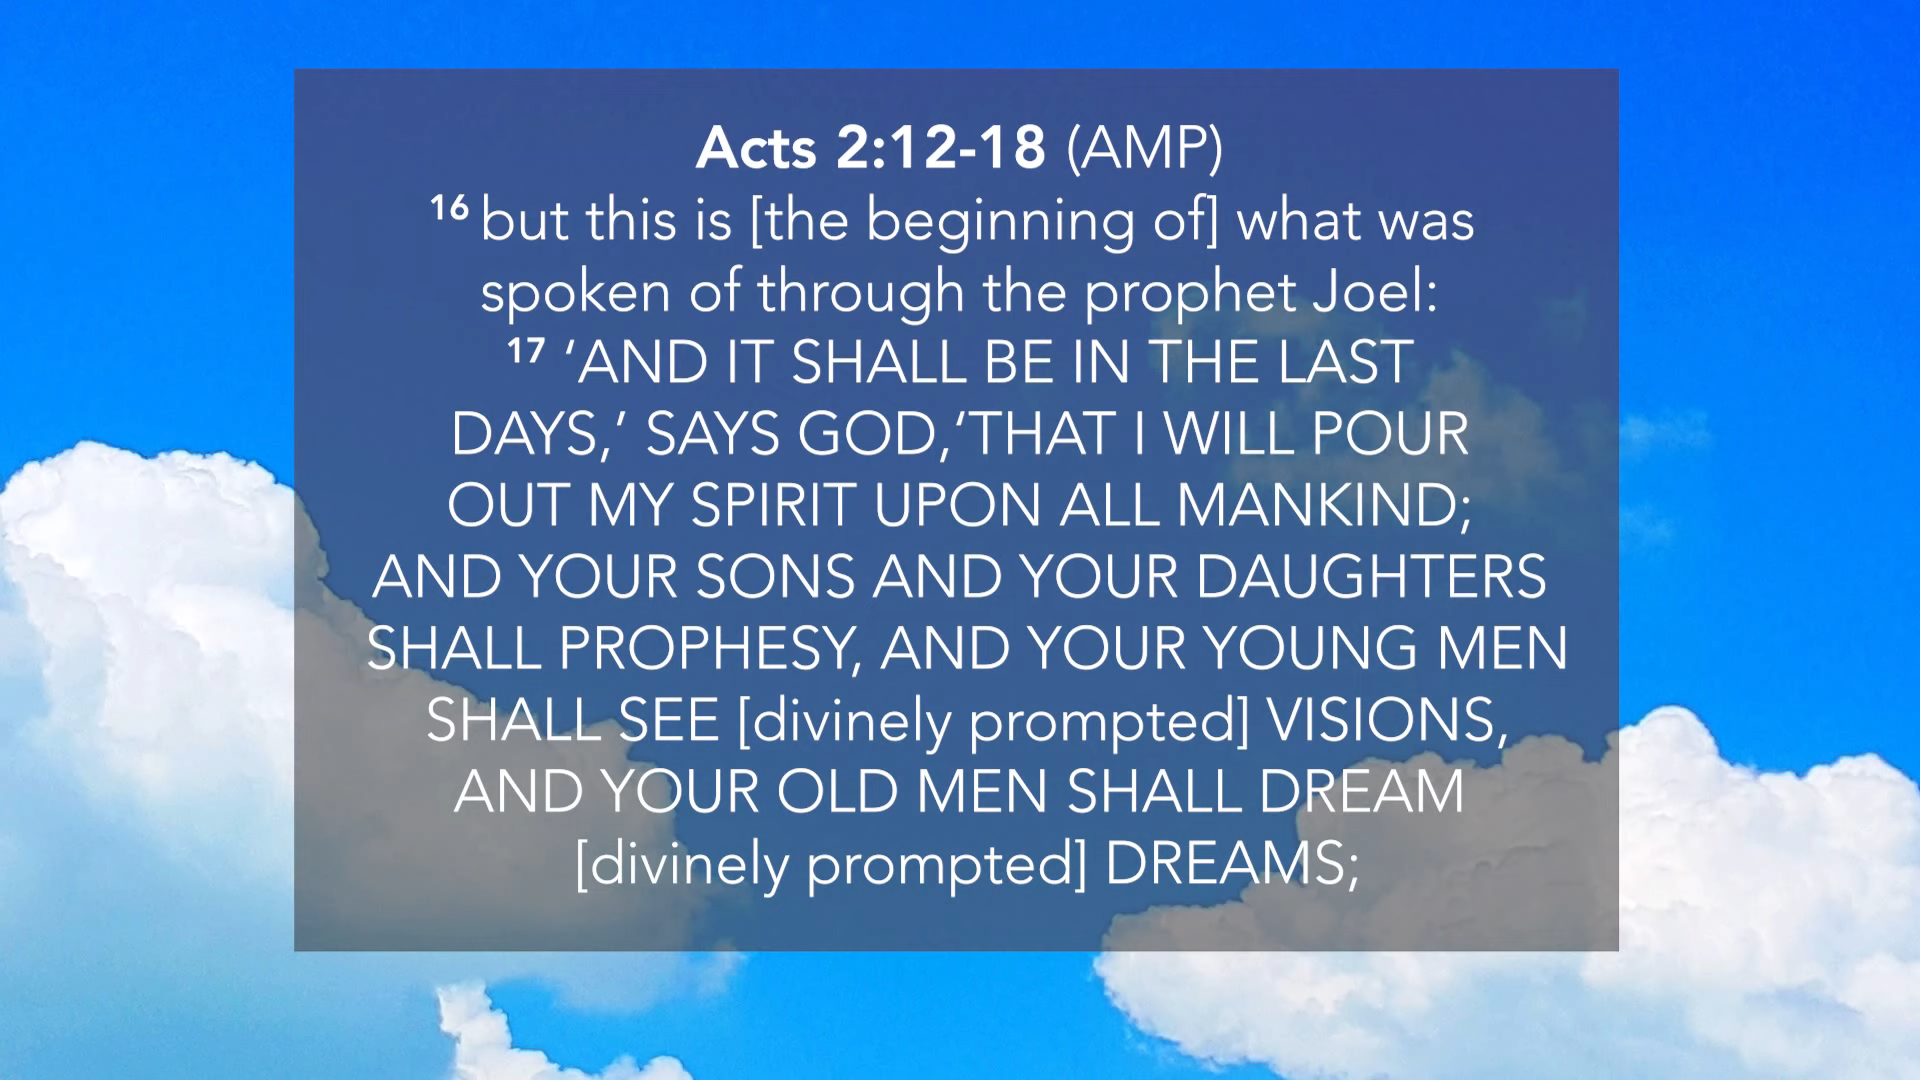 Acts 2:12-18 (AMP)
16 but this is [the beginning of] what was
spoken of through the prophet Joel:
17 ‘AND IT SHALL BE IN THE LAST
DAYS,’ SAYS GOD,‘THAT I WILL POUR
OUT MY SPIRIT UPON ALL MANKIND;
AND YOUR SONS AND YOUR DAUGHTERS
SHALL PROPHESY, AND YOUR YOUNG MEN
SHALL SEE [divinely prompted] VISIONS,
AND YOUR OLD MEN SHALL DREAM
[divinely prompted] DREAMS;